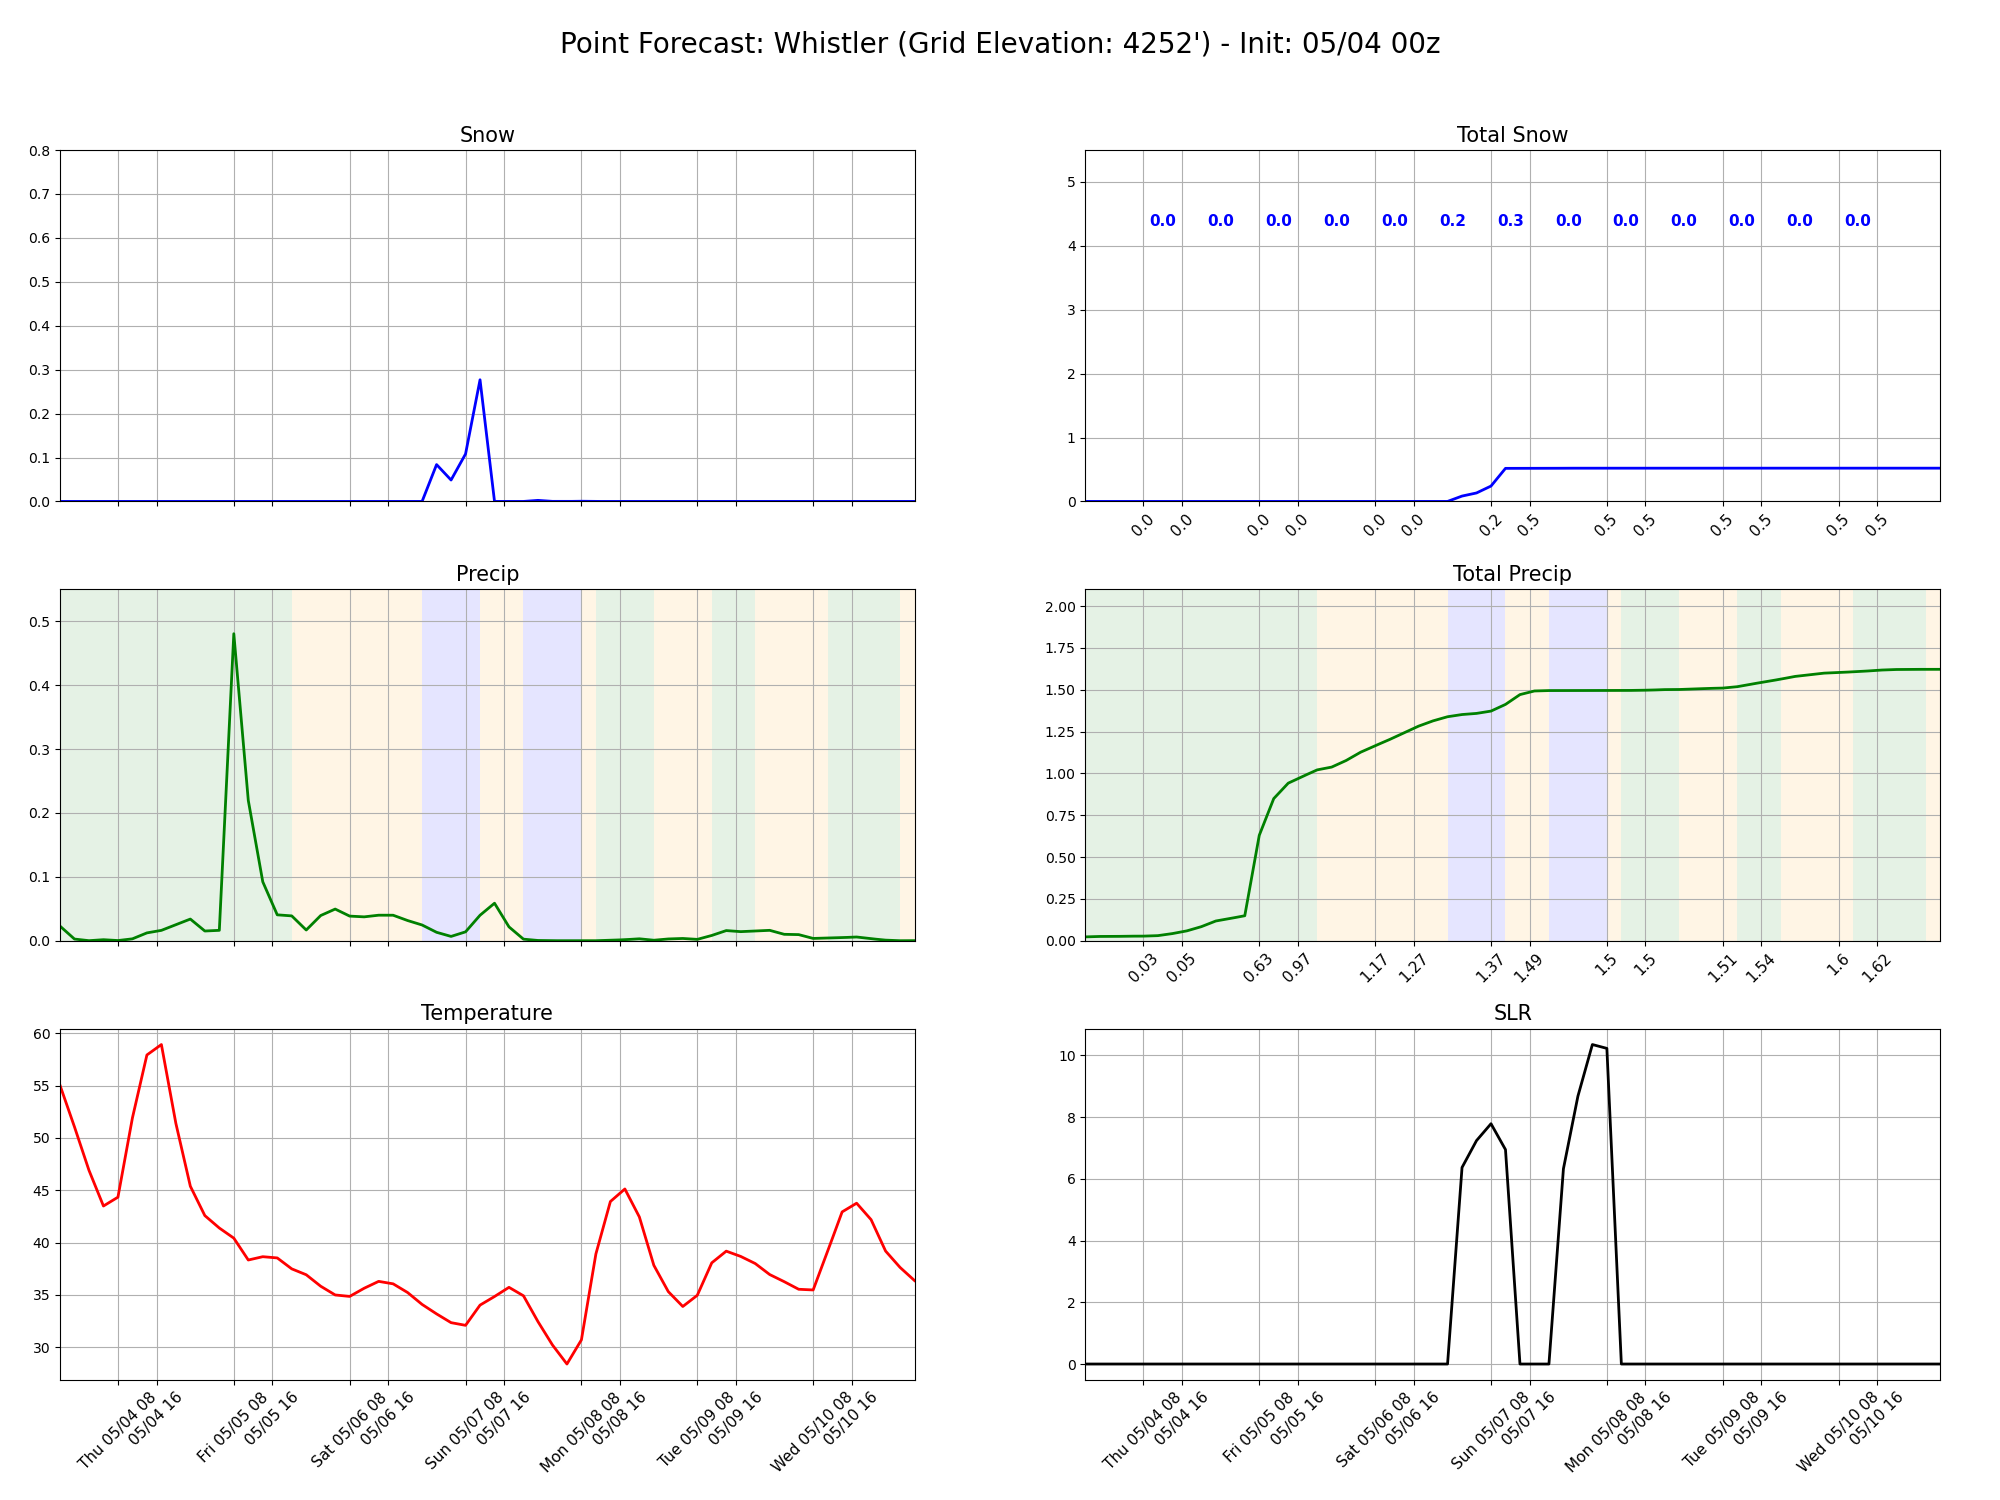 Point Forecast: Whistler (Grid Elevation: 4252') - Init: 05/04 00z
Snow
0.8
0.7
0.6
0.5
0.4
0.3
0.2
0.1
0.0
Total Snow
5
4
3
2
1
0
0.0 0.0 0.0 0.0 0.0 0.2 0.3 0.0 0.0 0.0 0.0 0.0 0.0
0.0 0.0 0.0 0.0 0.0 0.0 0.2 0.5 0.5 0.5 0.5 0.5 0.5 0.5
Precip
0.5
0.4
0.3
0.2
0.1
0.0
Total Precip
2.00
1.75
1.50
1.25
1.00
0.75
0.50
0.25
0.00
0.03 0.05 0.63 0.97 1.17 1.27 1.37 1.49 1.5 1.5 1.51 1.54 1.6 1.62
Temperature
60
55
50
45
40
35
30
Thu 05/04 08
05/04 16
Fri 05/05 08
05/05 16
Sat 05/06 08
05/06 16
Sun 05/07 08
05/07 16
Mon 05/08 08
05/08 16
Tue 05/09 08
05/09 16
Wed 05/10 08
05/10 16
SLR
10
8
6
4
2
0
Thu 05/04 08
05/04 16
Fri 05/05 08
05/05 16
Sat 05/06 08
05/06 16
Sun 05/07 08
05/07 16
Mon 05/08 08
05/08 16
Tue 05/09 08
05/09 16
Wed 05/10 08
05/10 16